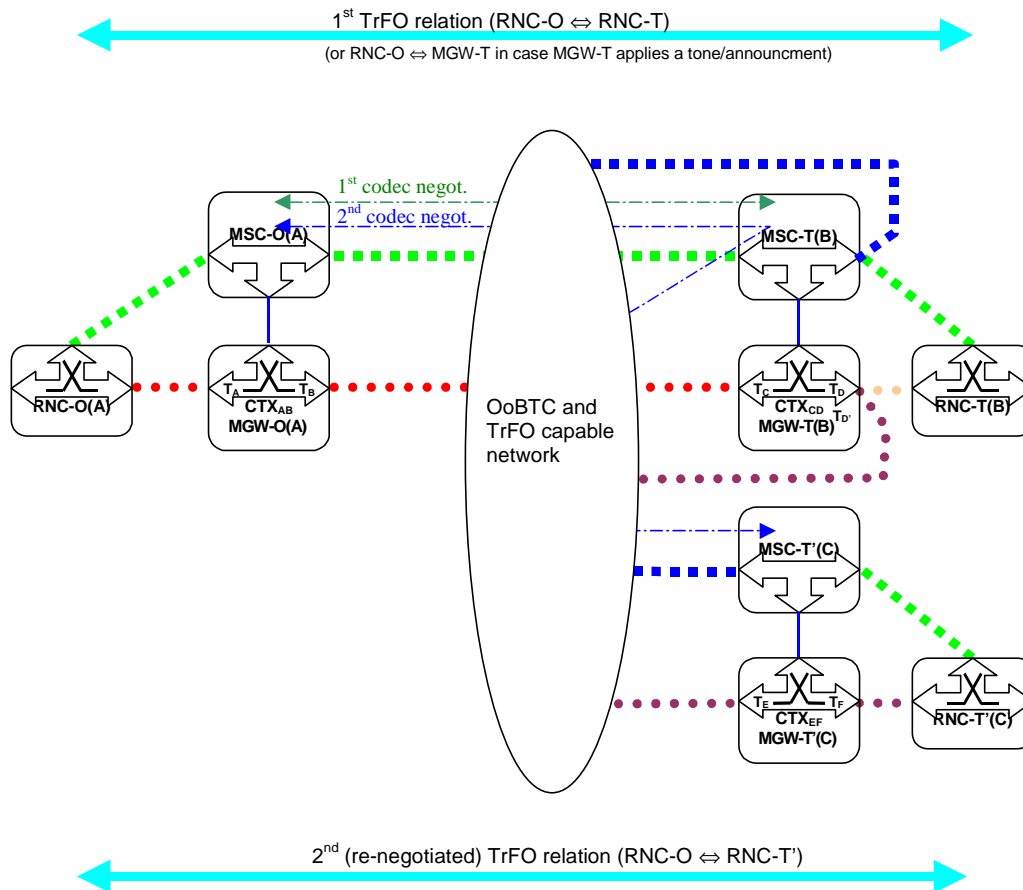 1st TrFO relation (RNC-O ⇔ RNC-T)
(or RNC-O ⇔ MGW-T in case MGW-T applies a tone/announcment)
1st codec negot.
2nd codec negot.
MSC-O(A)
MSC-T(B)
RNC-O(A)
TA TB
CTXAB
MGW-O(A)
OoBTC and
TrFO capable
network
TC TD
CTXCD TD'
MGW-T(B)
RNC-T(B)
MSC-T'(C)
TE TF
CTXEF
MGW-T'(C)
RNC-T'(C)
2nd (re-negotiated) TrFO relation (RNC-O ⇔ RNC-T')